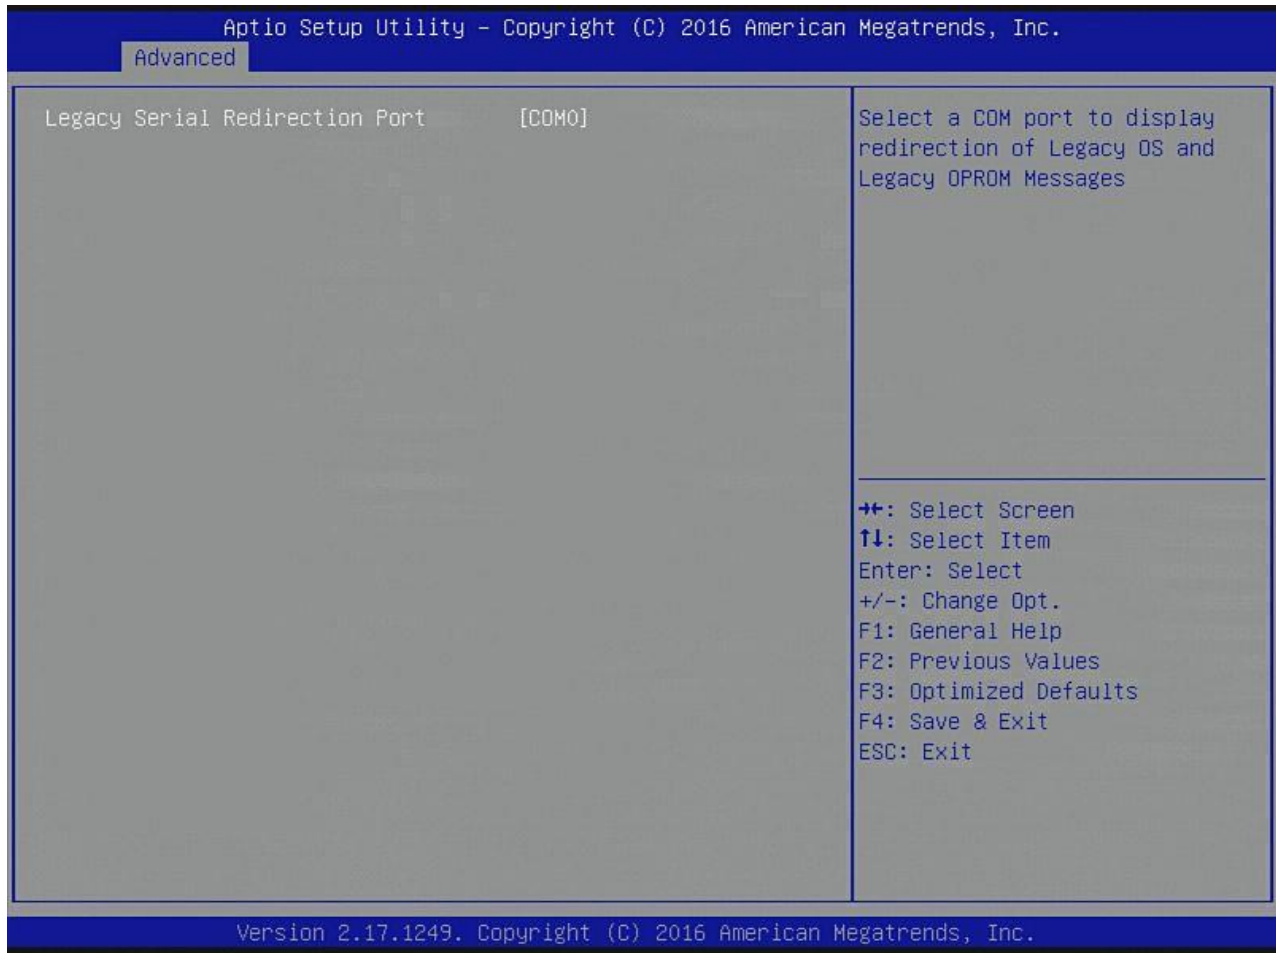 Aptio Setup Utility – Copyright (C) 2016 American Megatrends, Inc.
Advanced
Legacy Serial Redirection Port [COM0]
Select a COM port to display
redirection of Legacy OS and
Legacy OPROM Messages
→←: Select Screen
↑↓: Select Item
Enter: Select
+/-: Change Opt.
F1: General Help
F2: Previous Values
F3: Optimized Defaults
F4: Save & Exit
ESC: Exit
Version 2.17.1249. Copyright (C) 2016 American Megatrends, Inc.